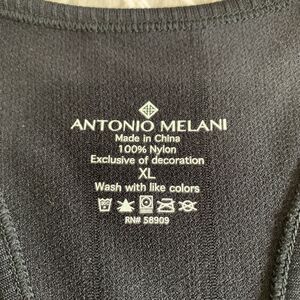 ANTONIO MELANI
Made in China
100% Nylon
Exclusive of decoration
XL
Wash with like colors
RN# 58909